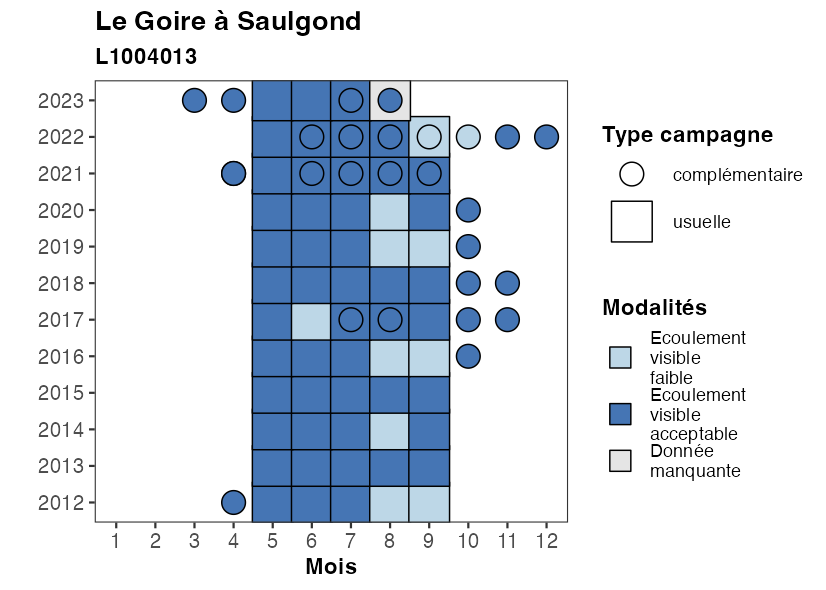 Le Goire à Saulgond
L1004013
2023
2022
2021
2020
2019
2018
2017
2016
2015
2014
2013
2012
1 2 3 4 5 6 7 8 9 10 11 12
Mois
Type campagne
complémentaire
usuelle
Modalités
Ecoulement
visible
faible
Ecoulement
visible
acceptable
Donnée
manquante